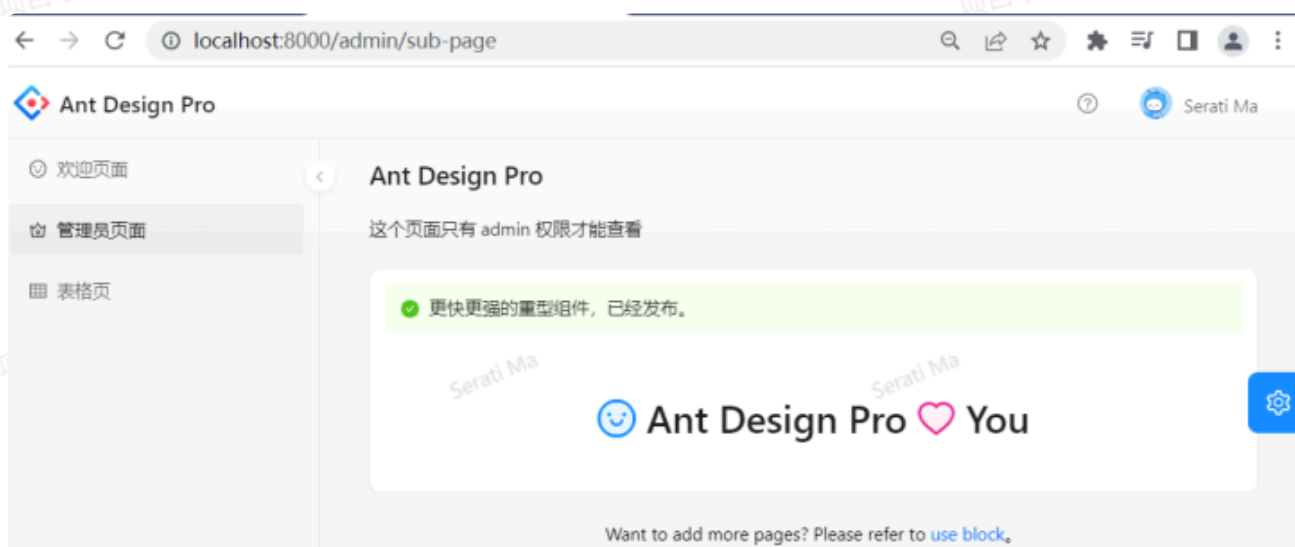 localhost:8000/admin/sub-page
Ant Design Pro
Serati Ma
欢迎页面
Ant Design Pro
管理员页面
这个页面只有 admin 权限才能查看
表格页
更快更强的重型组件，已经发布。
Serati Ma
Serati Ma
Ant Design Pro You
Want to add more pages? Please refer to use block。